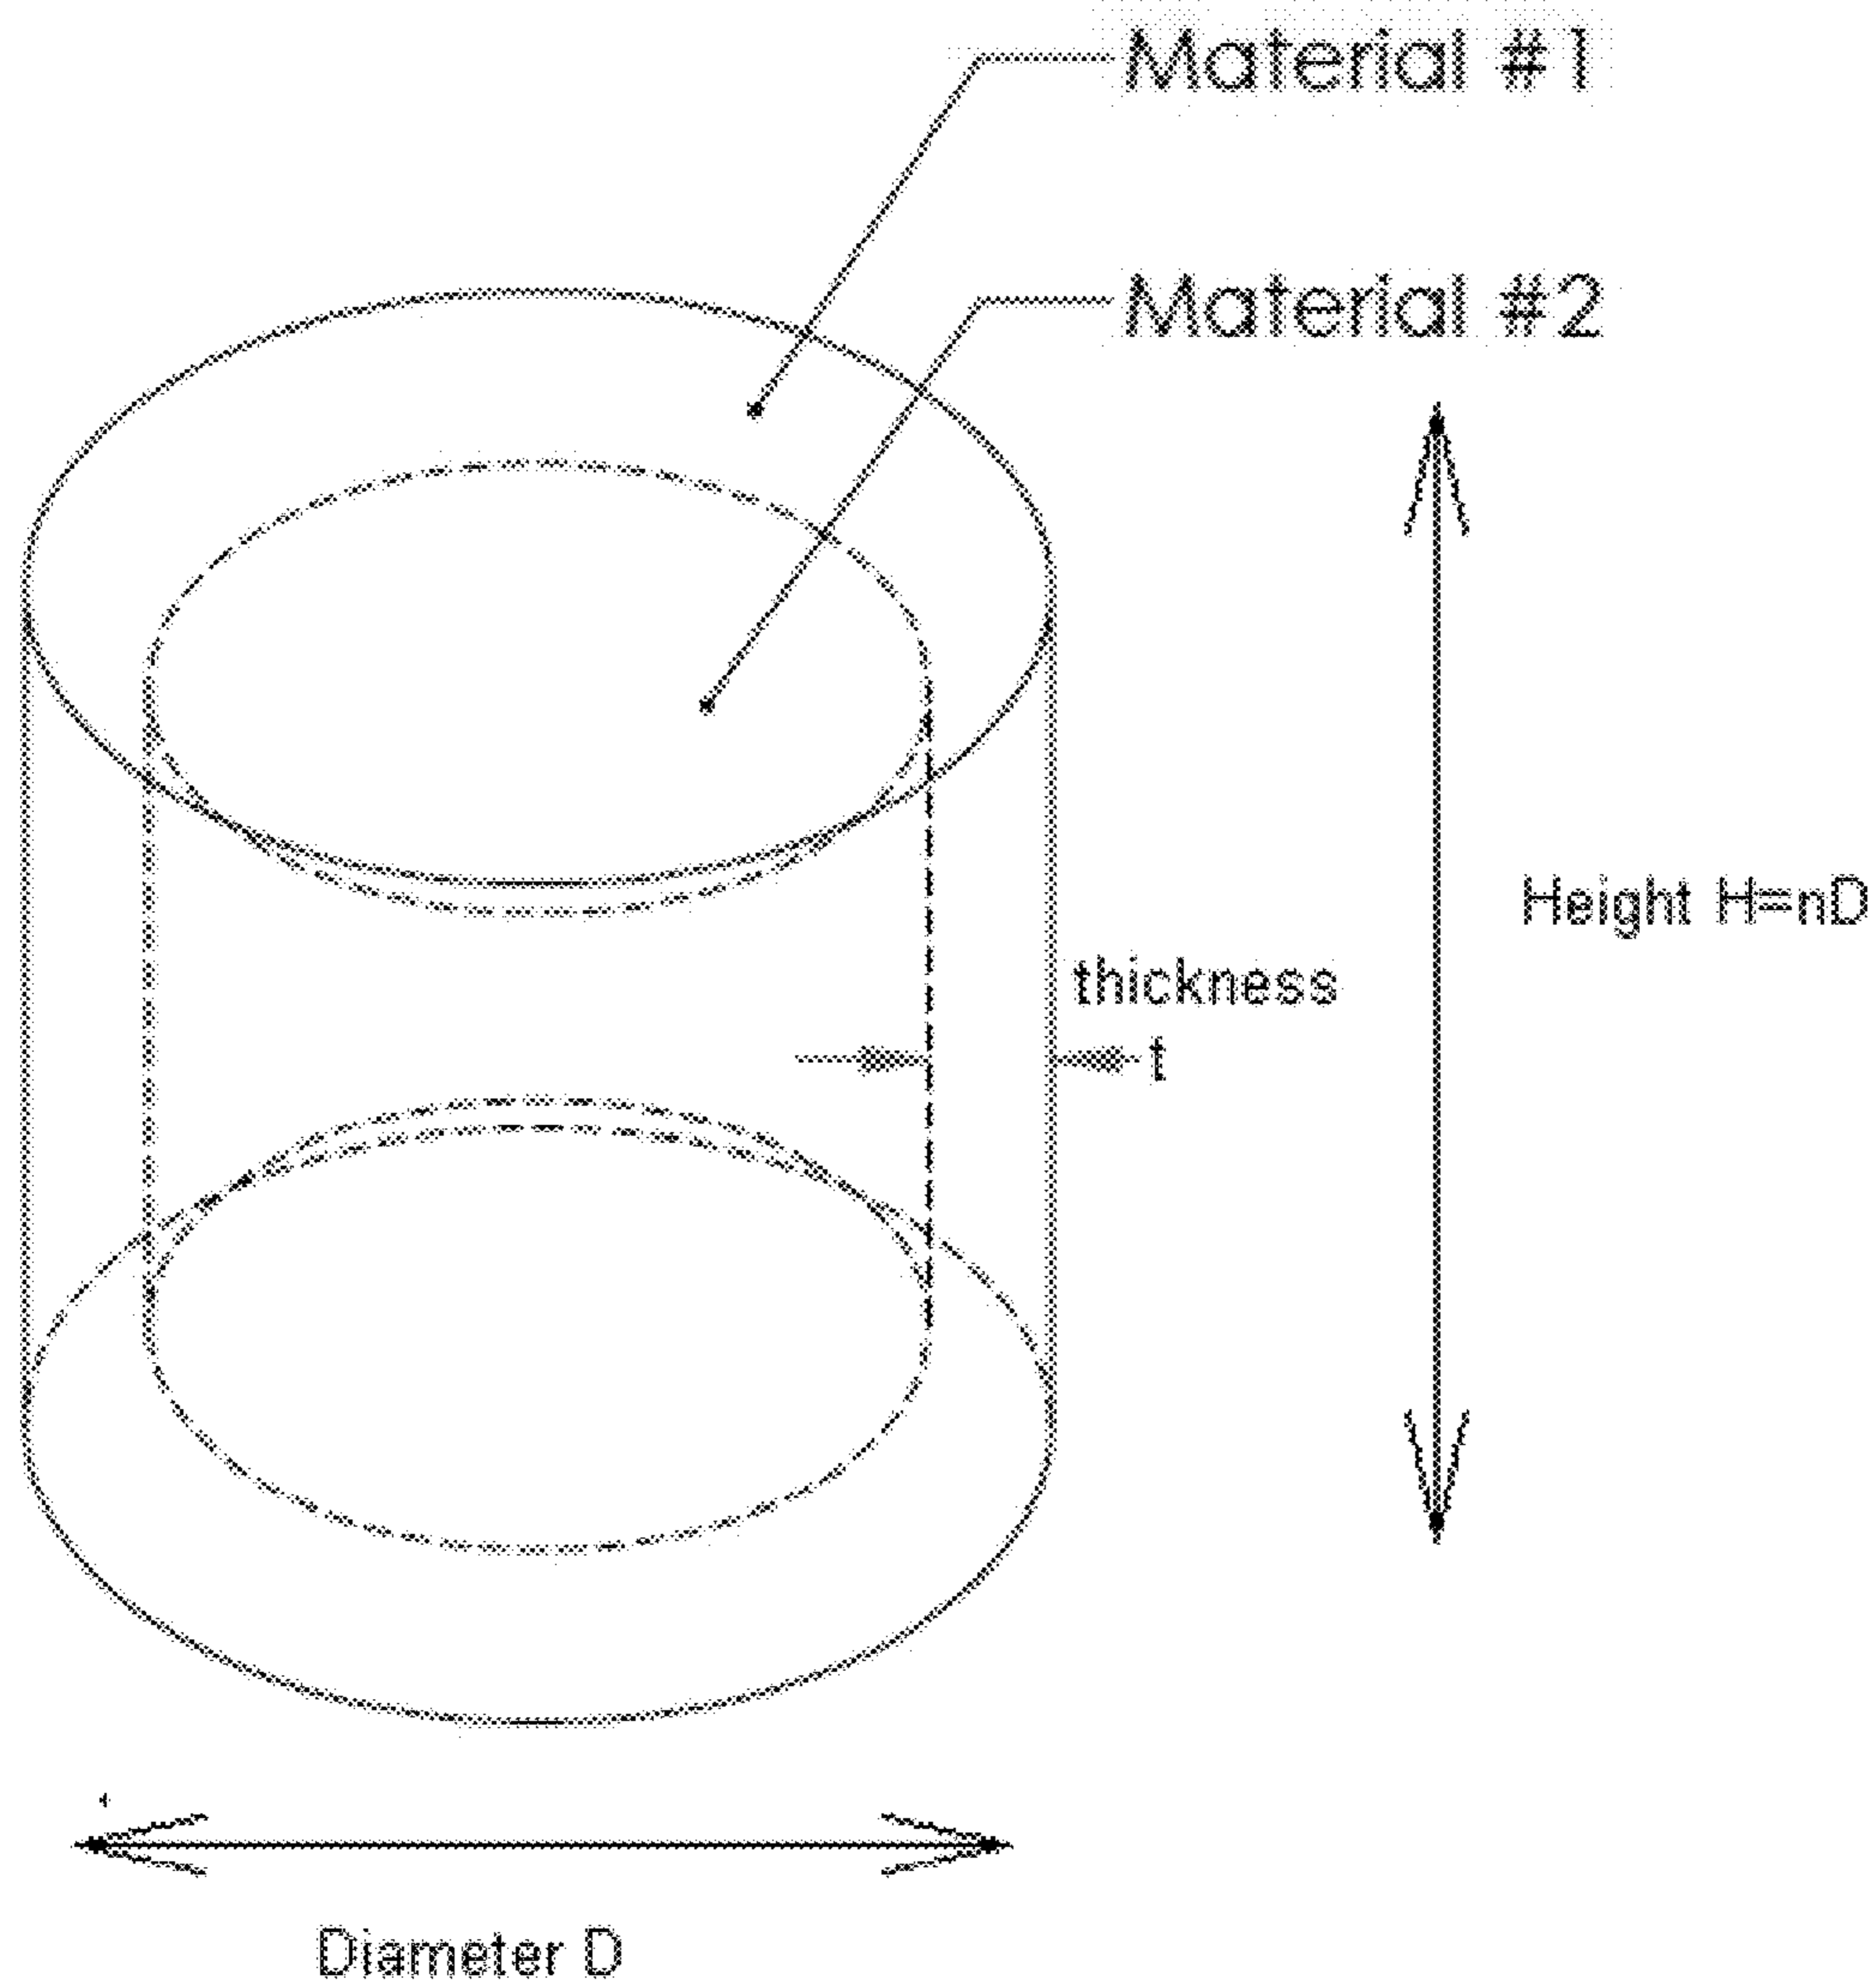 Material #1
Material #2
Height H=nD
thickness
t
Diameter D